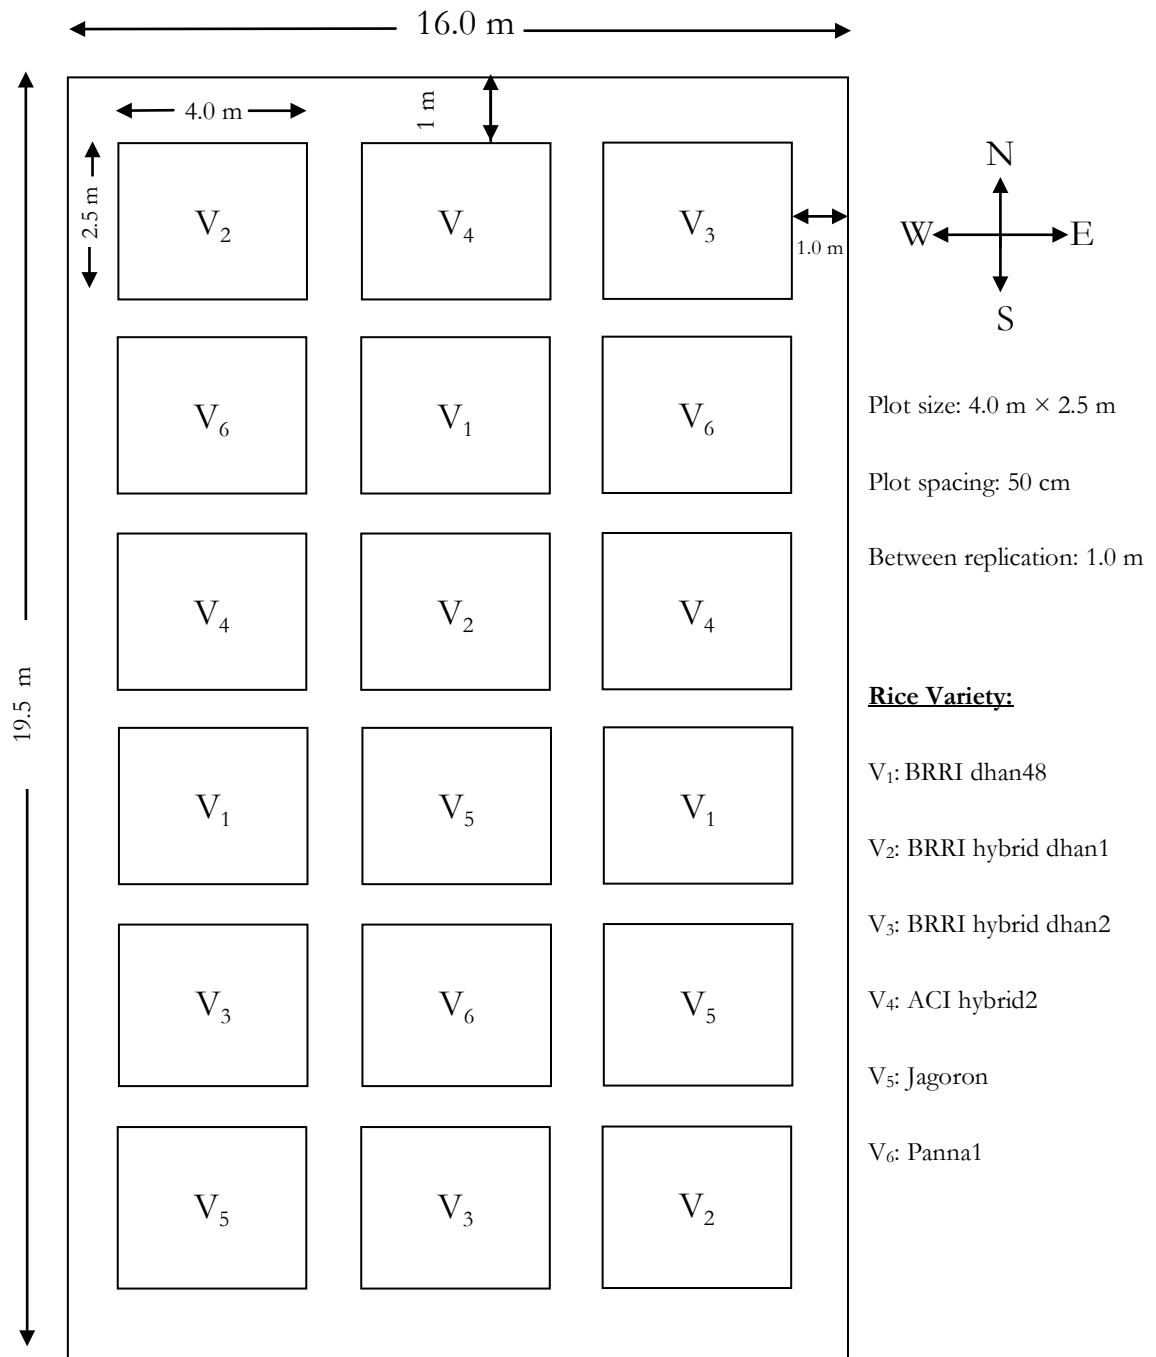 16.0 m
4.0 m
1 m
2.5 m
V₂
V₄
V₃
1.0 m
N
W
E
S
V₆
V₁
V₆
Plot size: 4.0 m × 2.5 m
Plot spacing: 50 cm
Between replication: 1.0 m
V₄
V₂
V₄
19.5 m
Rice Variety:
V₁: BRRI dhan48
V₁
V₅
V₁
V₂: BRRI hybrid dhan1
V₃: BRRI hybrid dhan2
V₃
V₆
V₅
V₄: ACI hybrid2
V₅: Jagoron
V₆: Panna1
V₅
V₃
V₂